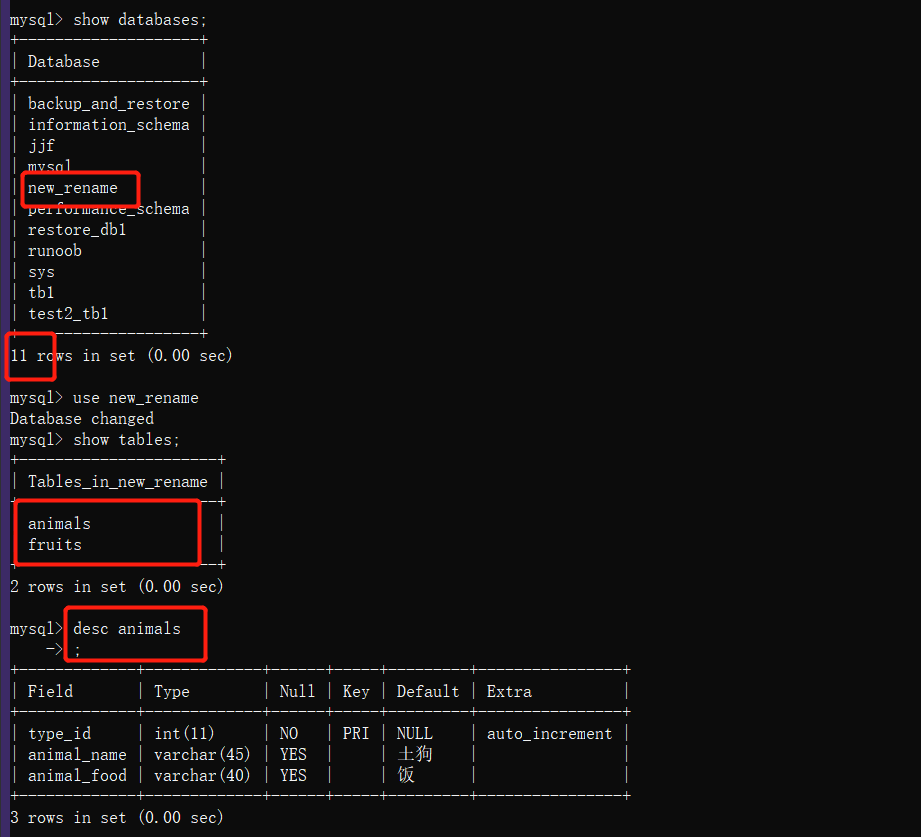 mysql> show databases;
+--------------------+
| Database           |
+--------------------+
| backup_and_restore |
| information_schema |
| jjf                |
| mysql              |
| new_rename         |
| performance_schema |
| restore_db1        |
| runoob             |
| sys                |
| tb1                |
| test2_tb1          |
+--------------------+
11 rows in set (0.00 sec)
mysql> use new_rename
Database changed
mysql> show tables;
+----------------------+
| Tables_in_new_rename |
+----------------------+
| animals              |
| fruits               |
+----------------------+
2 rows in set (0.00 sec)
mysql> desc animals
    -> ;
+-------------+-------------+------+-----+---------+----------------+
| Field       | Type        | Null | Key | Default | Extra          |
+-------------+-------------+------+-----+---------+----------------+
| type_id     | int(11)     | NO   | PRI | NULL    | auto_increment |
| animal_name | varchar(45) | YES  |     | 土狗    |                |
| animal_food | varchar(40) | YES  |     | 饭      |                |
+-------------+-------------+------+-----+---------+----------------+
3 rows in set (0.00 sec)